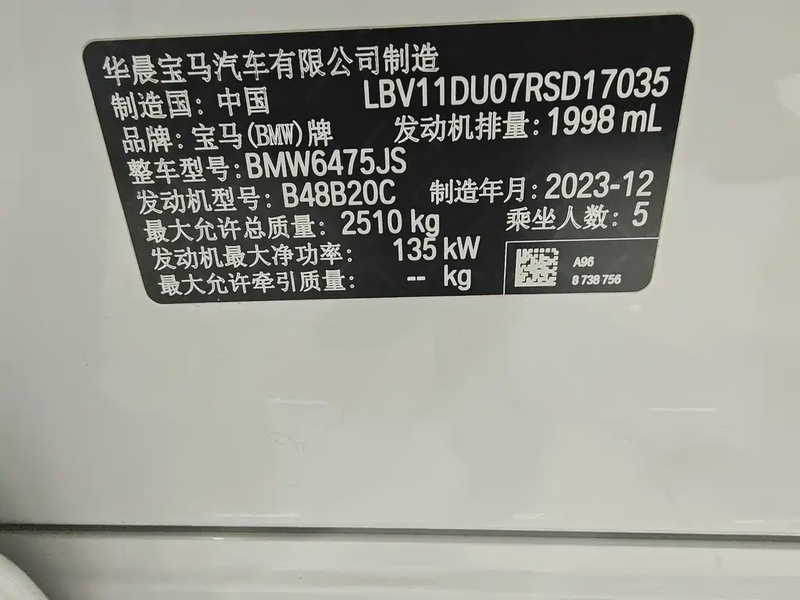 华晨宝马汽车有限公司制造
制造国：中国 LBV11DU07RSD17035
品牌：宝马(BMW)牌 发动机排量：1998 mL
整车型号：BMW6475JS
发动机型号：B48B20C 制造年月：2023-12
最大允许总质量：2510 kg 乘坐人数：5
发动机最大净功率： 135 kW
最大允许牵引质量： -- kg
A96
8 738 756